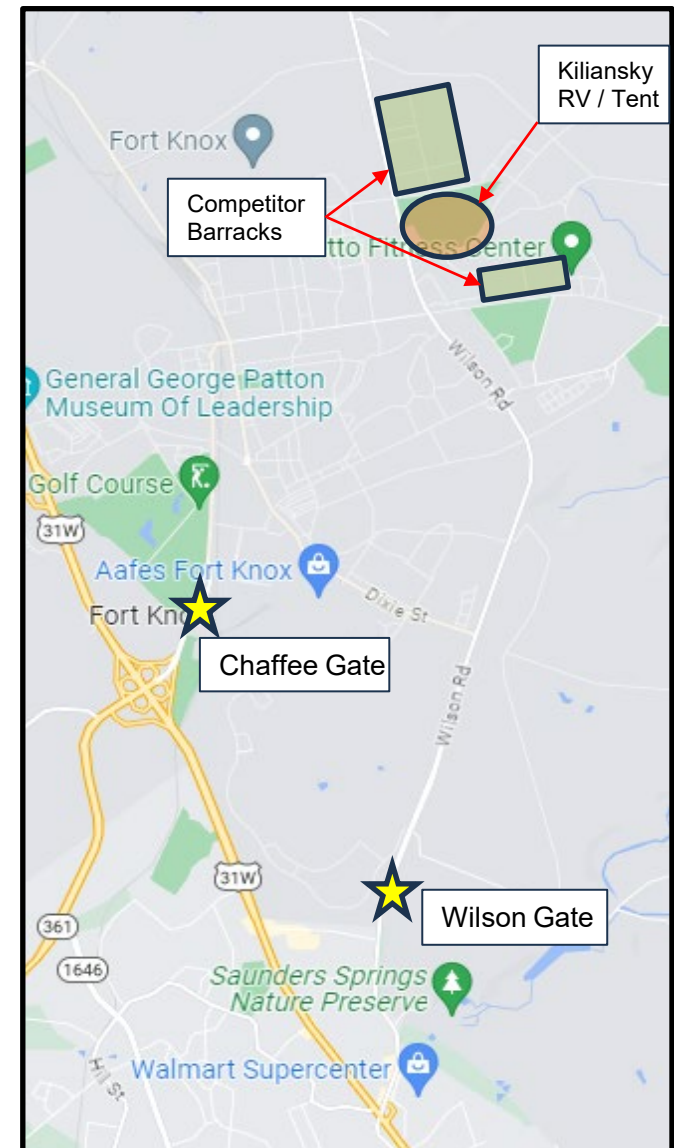 Kiliansky
RV / Tent
Fort Knox
Competitor
Barracks
tto Fitness Center
Wilson Rd
General George Patton
Museum Of Leadership
Golf Course
31W
Aafes Fort Knox
Dixie St
Fort Kno
Chaffee Gate
Wilson Rd
31W
Wilson Gate
361
1646
Saunders Springs
Nature Preserve
Walmart Supercenter
Hill St